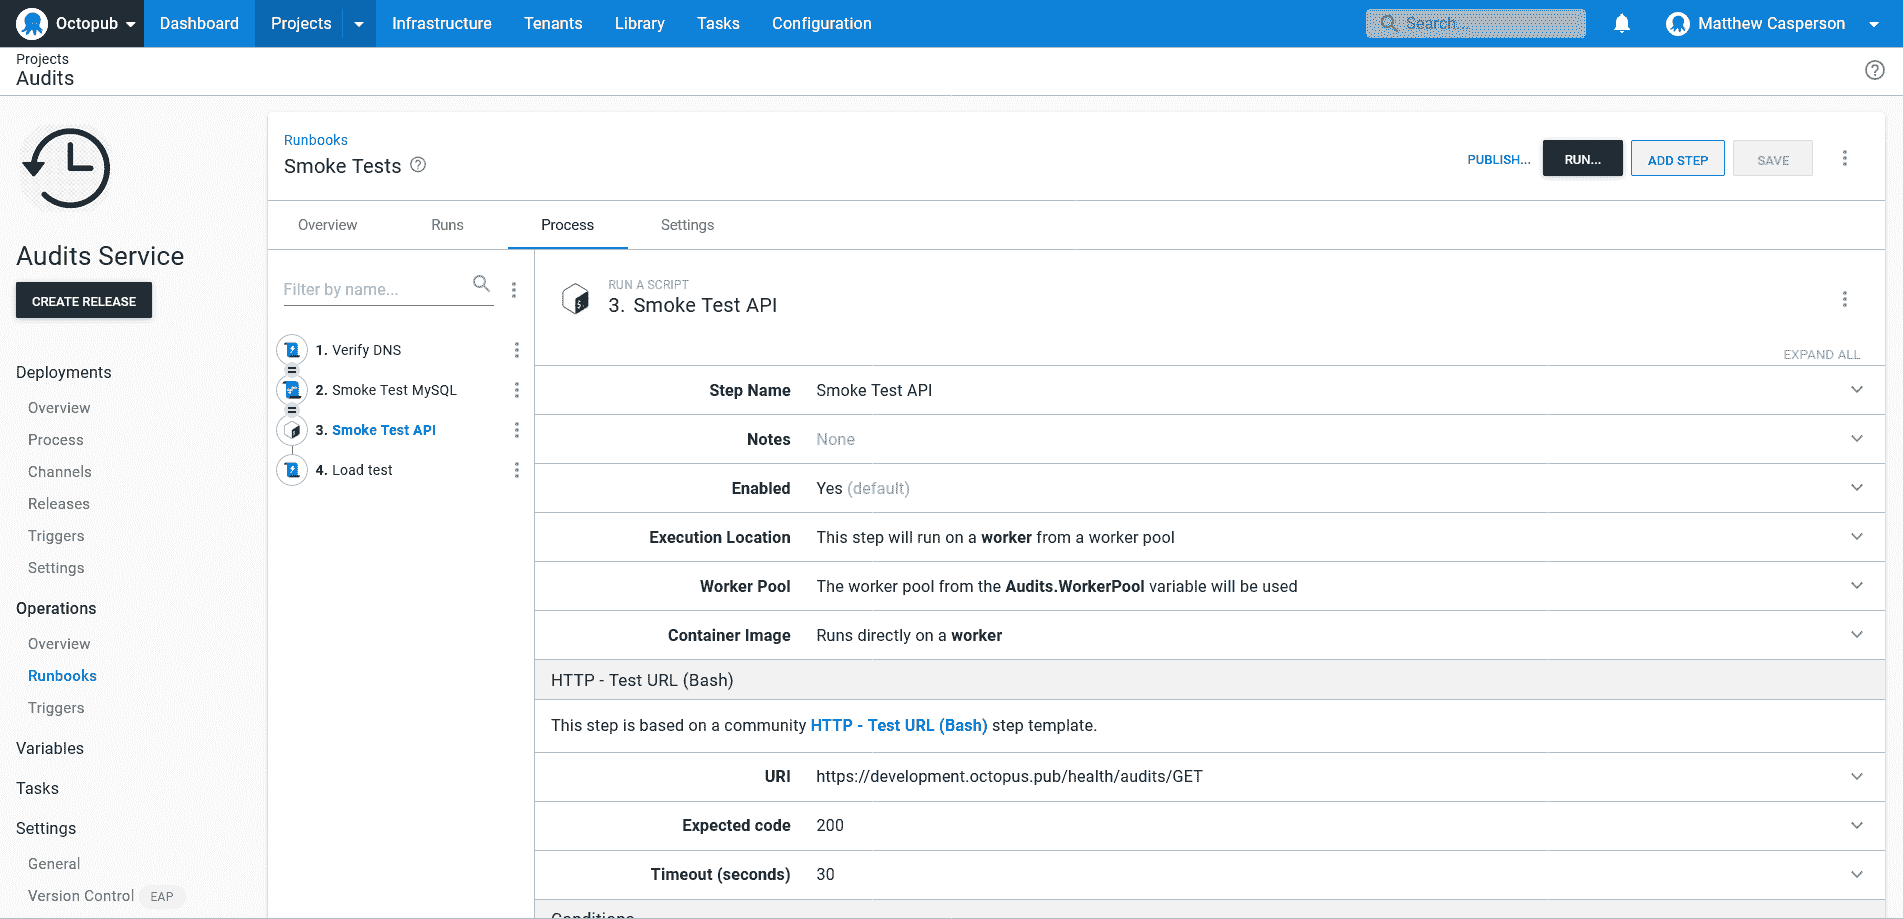 Octopub
Dashboard
Projects
Infrastructure
Tenants
Library
Tasks
Configuration
Search...
Matthew Casperson
Projects
Audits
Audits Service
CREATE RELEASE
Deployments
Overview
Process
Channels
Releases
Triggers
Settings
Operations
Overview
Runbooks
Triggers
Variables
Tasks
Settings
General
Version Control EAP
Runbooks
Smoke Tests
PUBLISH...
RUN...
ADD STEP
SAVE
Overview
Runs
Process
Settings
Filter by name...
1. Verify DNS
2. Smoke Test MySQL
3. Smoke Test API
4. Load test
RUN A SCRIPT
3. Smoke Test API
EXPAND ALL
Step Name Smoke Test API
Notes None
Enabled Yes (default)
Execution Location This step will run on a worker from a worker pool
Worker Pool The worker pool from the Audits.WorkerPool variable will be used
Container Image Runs directly on a worker
HTTP - Test URL (Bash)
This step is based on a community HTTP - Test URL (Bash) step template.
URI https://development.octopus.pub/health/audits/GET
Expected code 200
Timeout (seconds) 30
Conditions